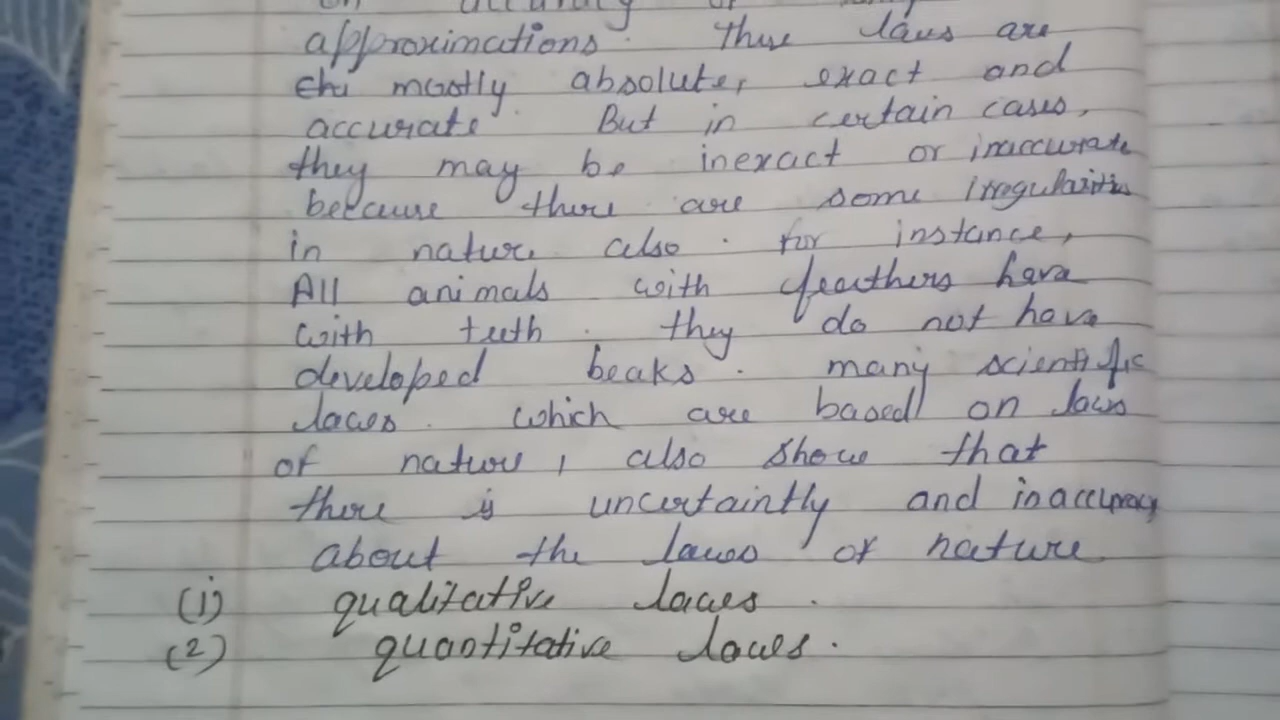 on accuracy of
approximations. These laws are
the mostly absolute, exact and
accurate. But in certain cases,
they may be inexact or inaccurate
because there are some irregularities
in nature also. for instance,
All animals with feathers have
with teeth. they do not have
developed beaks. many scientific
laws. which are based on laws
of nature, also show that
there is uncertaintly and inaccuracy
about the laws of nature
(i) qualitative laws.
(2) quantitative laws.